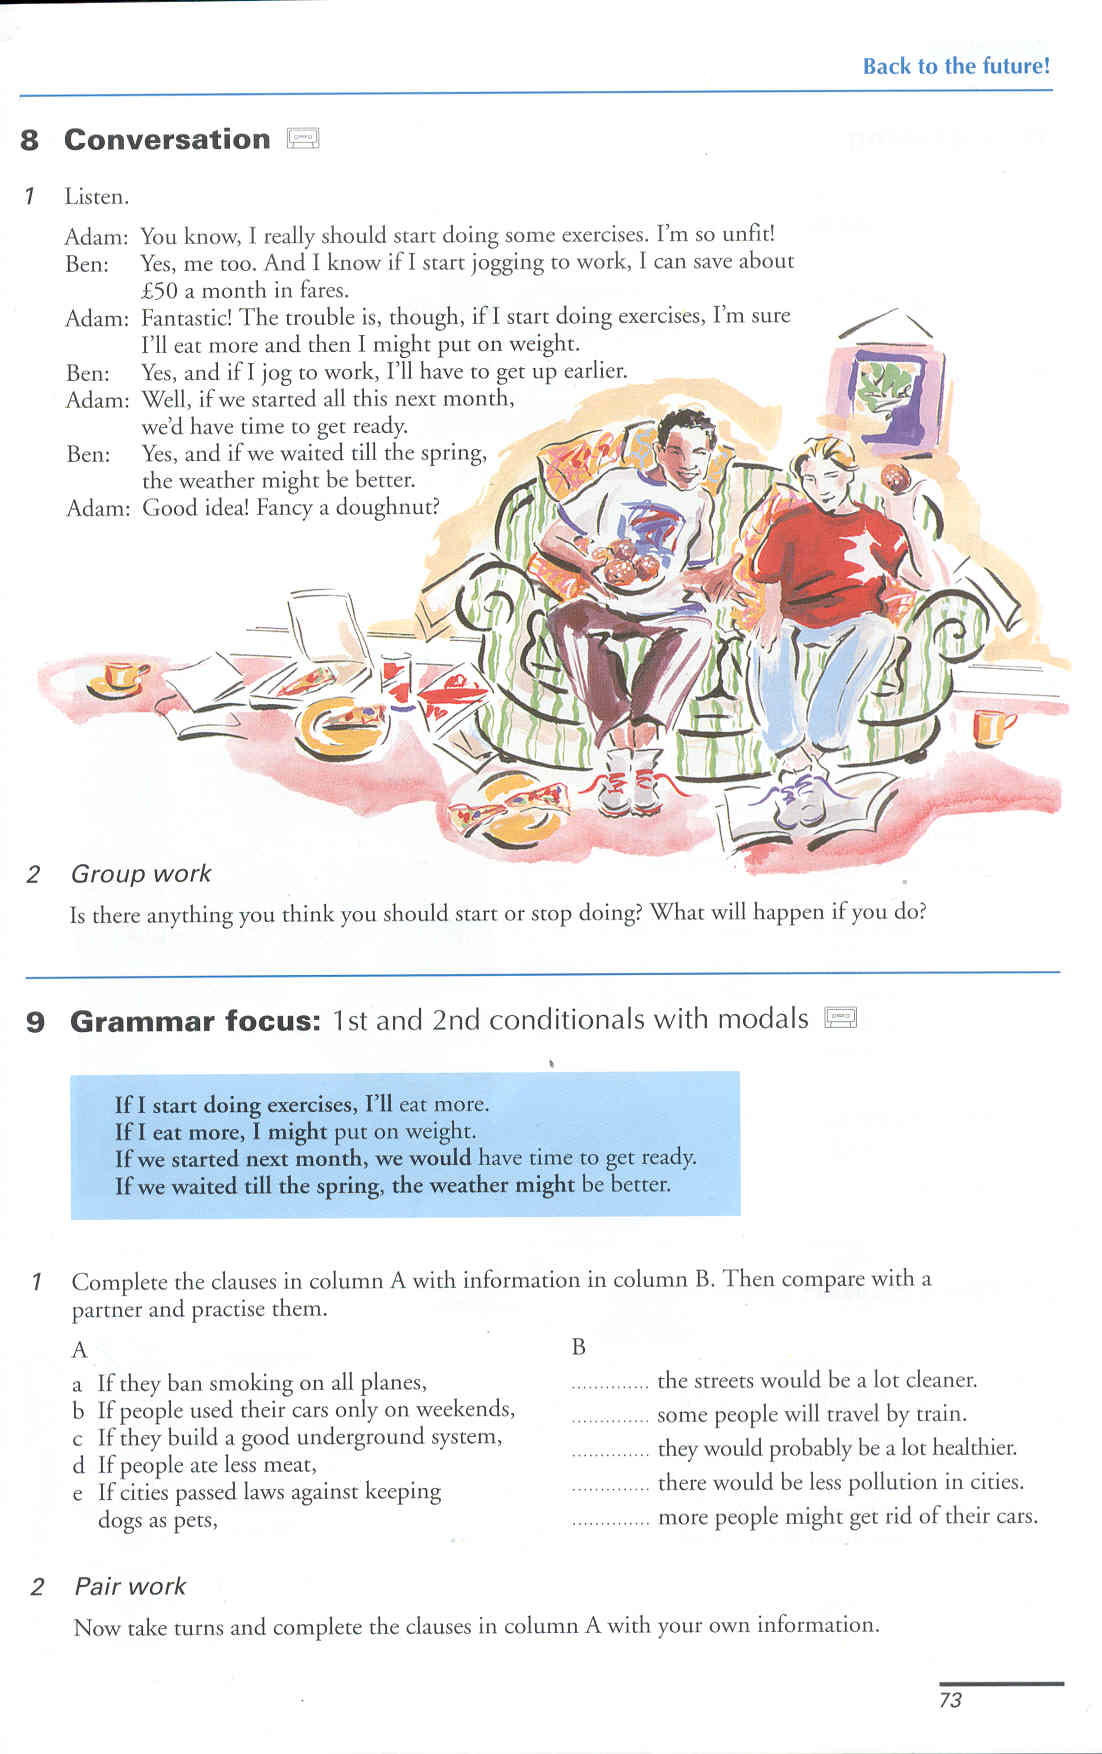 Back to the future!
8 Conversation
1 Listen.
Adam: You know, I really should start doing some exercises. I'm so unfit!
Ben: Yes, me too. And I know if I start jogging to work, I can save about
£50 a month in fares.
Adam: Fantastic! The trouble is, though, if I start doing exercises, I'm sure
I'll eat more and then I might put on weight.
Ben: Yes, and if I jog to work, I'll have to get up earlier.
Adam: Well, if we started all this next month,
we'd have time to get ready.
Ben: Yes, and if we waited till the spring,
the weather might be better.
Adam: Good idea! Fancy a doughnut?
2 Group work
Is there anything you think you should start or stop doing? What will happen if you do?
9 Grammar focus: 1st and 2nd conditionals with modals
If I start doing exercises, I'll eat more.
If I eat more, I might put on weight.
If we started next month, we would have time to get ready.
If we waited till the spring, the weather might be better.
1 Complete the clauses in column A with information in column B. Then compare with a
partner and practise them.
A
a If they ban smoking on all planes,
b If people used their cars only on weekends,
c If they build a good underground system,
d If people ate less meat,
e If cities passed laws against keeping
dogs as pets,
B
.............. the streets would be a lot cleaner.
.............. some people will travel by train.
.............. they would probably be a lot healthier.
.............. there would be less pollution in cities.
.............. more people might get rid of their cars.
2 Pair work
Now take turns and complete the clauses in column A with your own information.
73